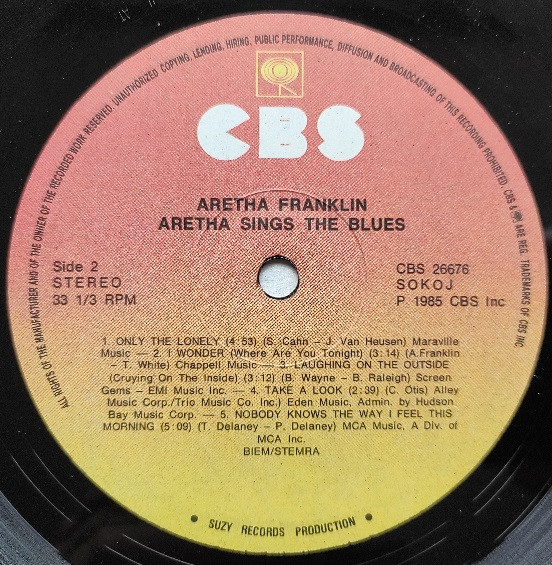 ALL RIGHTS OF THE MANUFACTURER AND OF THE OWNER OF THE RECORDED WORK RESERVED. UNAUTHORIZED COPYING, LENDING, HIRING, PUBLIC PERFORMANCE, DIFFUSION AND BROADCASTING OF THIS RECORDING PROHIBITED. CBS & ARE REG. TRADEMARKS OF CBS INC
CBS
ARETHA FRANKLIN
ARETHA SINGS THE BLUES
Side 2
STEREO
33 1/3 RPM
CBS 26676
SOKOJ
P 1985 CBS Inc
1. ONLY THE LONELY (4:53) (S. Cahn — J. Van Heusen) Maraville
Music — 2. I WONDER (Where Are You Tonight) (3:14) (A.Franklin
— T. White) Chappell Music — 3. LAUGHING ON THE OUTSIDE
(Cruying On The Inside) (3:12) (B. Wayne — B. Raleigh) Screen
Gems — EMI Music Inc. — 4. TAKE A LOOK (2:39) (C. Otis) Alley
Music Corp./Trio Music Co. Inc.) Eden Music, Admin. by Hudson
Bay Music Corp. — 5. NOBODY KNOWS THE WAY I FEEL THIS
MORNING (5:09) (T. Delaney — P. Delaney) MCA Music, A Div. of
MCA Inc.
BIEM/STEMRA
• SUZY RECORDS PRODUCTION •